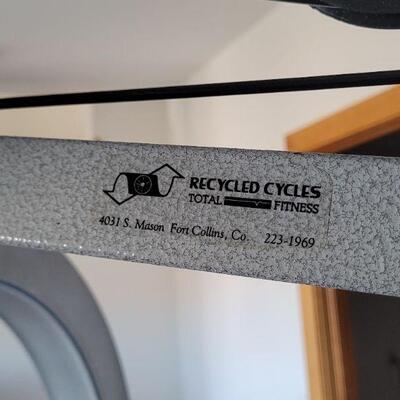 RECYCLED CYCLES
TOTAL FITNESS
4031 S. Mason Fort Collins, Co. 223-1969